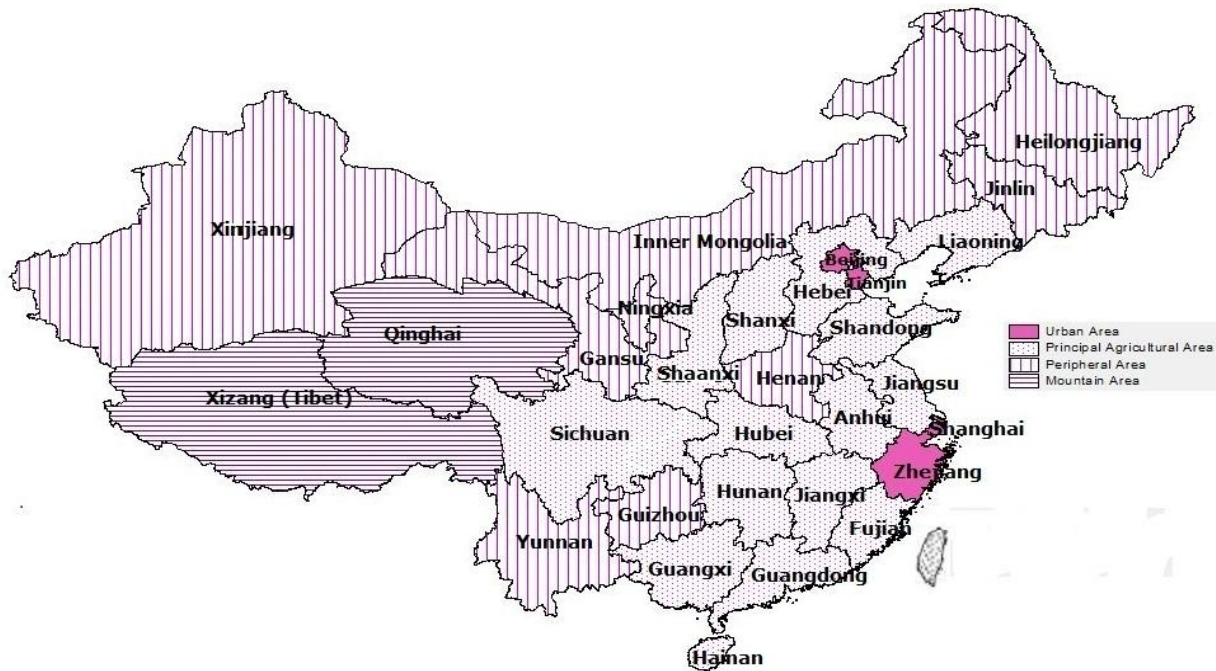 Heilongjiang
Jinlin
Xinjiang
Inner Mongolia
Liaoning
Beijing
Tianjin
Hebei
Ningxia
Shanxi
Shandong
Qinghai
Gansu
Shaanxi
Henan
Jiangsu
Xizang (Tibet)
Anhui
Sichuan
Hubei
Shanghai
Zhejiang
Hunan
Jiangxi
Guizhou
Fujian
Yunnan
Guangxi
Guangdong
Hainan
Urban Area
Principal Agricultural Area
Peripheral Area
Mountain Area